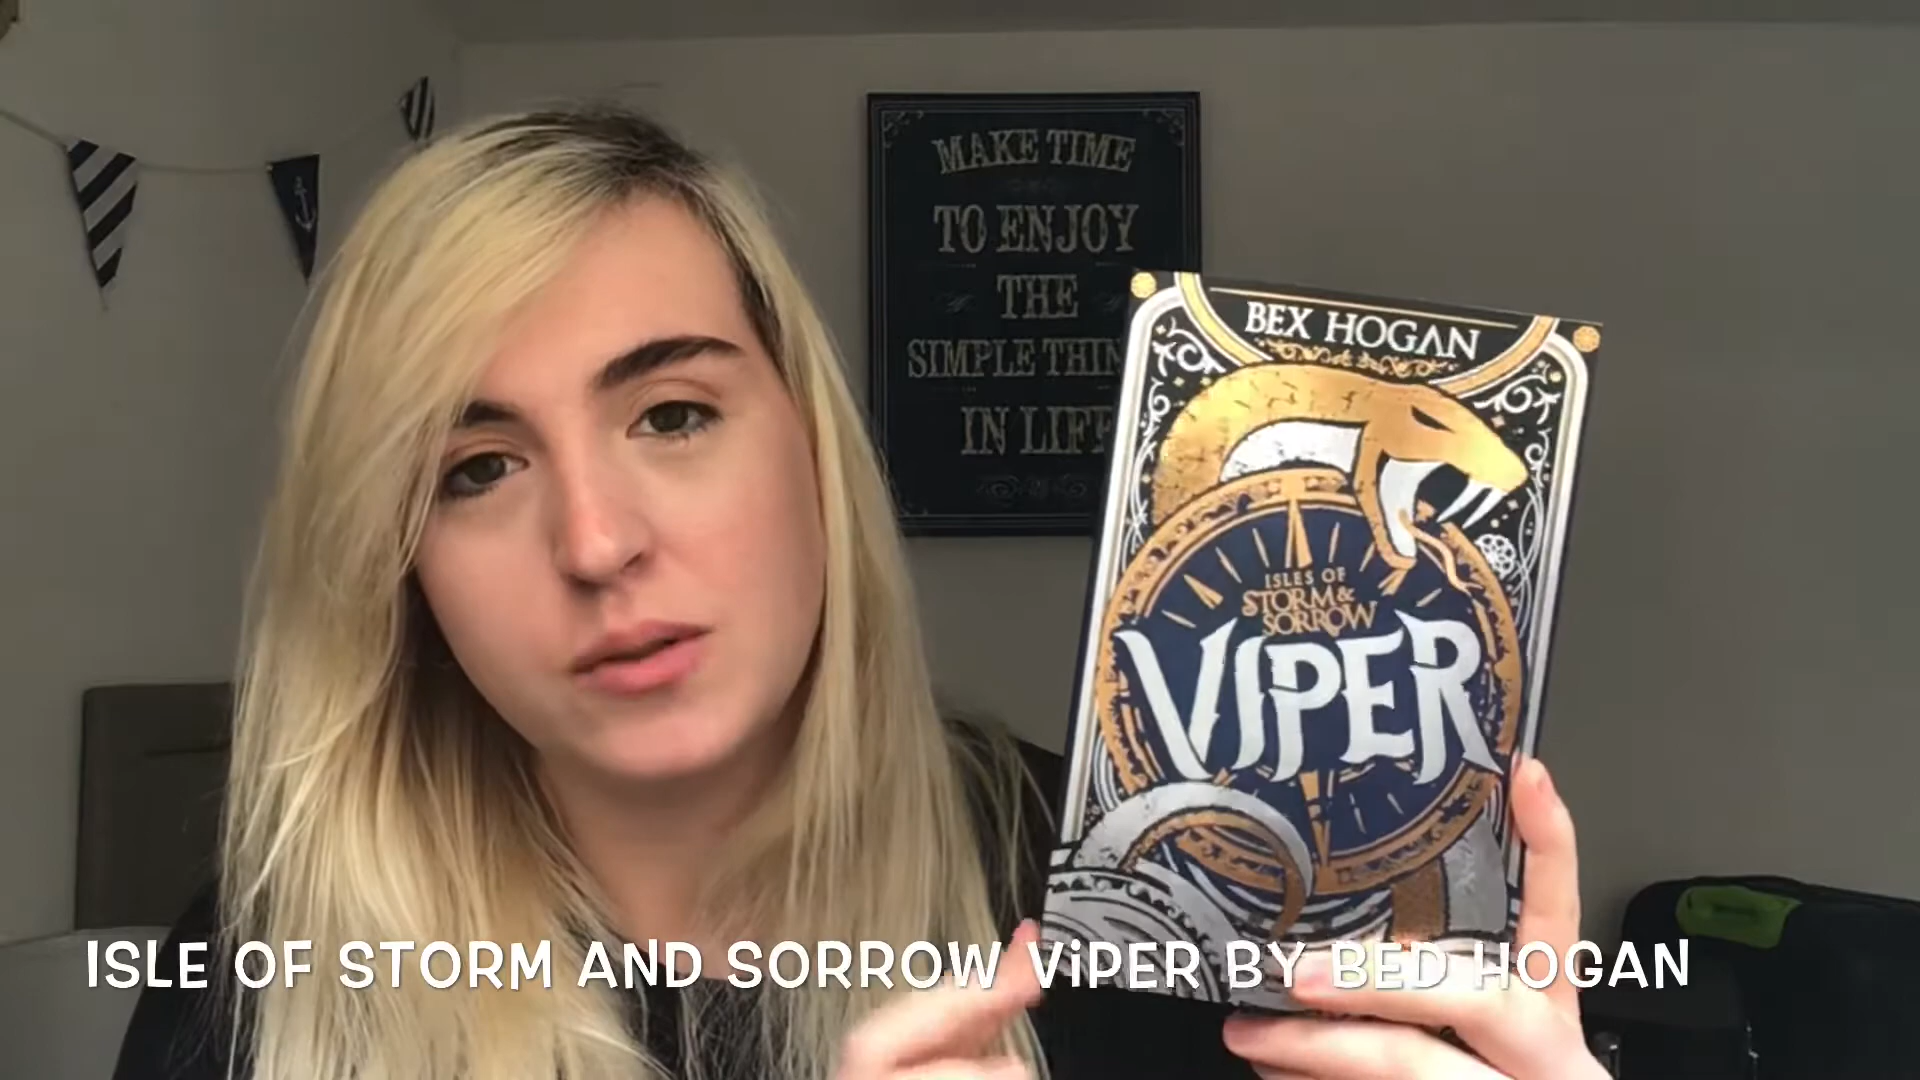 MAKE TIME
TO ENJOY
THE
SIMPLE THIN
IN LIFE
BEX HOGAN
ISLES OF
STORM &
SORROW
VIPER
ISLE OF STORM AND SORROW VIPER BY BED HOGAN